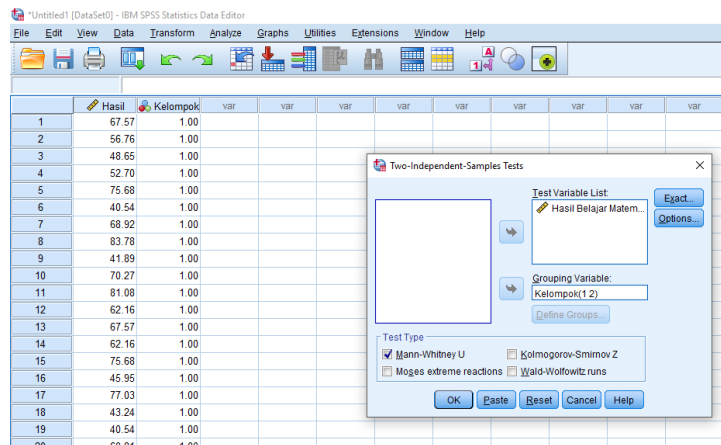 *Untitled1 [DataSet0] - IBM SPSS Statistics Data Editor
File Edit View Data Transform Analyze Graphs Utilities Extensions Window Help
Hasil Kelompok var var var var var var var var var
1 67.57 1.00
2 56.76 1.00
3 48.65 1.00
4 52.70 1.00
5 75.68 1.00
6 40.54 1.00
7 68.92 1.00
8 83.78 1.00
9 41.89 1.00
10 70.27 1.00
11 81.08 1.00
12 62.16 1.00
13 67.57 1.00
14 62.16 1.00
15 75.68 1.00
16 45.95 1.00
17 77.03 1.00
18 43.24 1.00
19 40.54 1.00
Two-Independent-Samples Tests
Test Variable List:
Hasil Belajar Matem...
Exact...
Options...
Grouping Variable:
Kelompok(1 2)
Define Groups...
Test Type
Mann-Whitney U Kolmogorov-Smirnov Z
Moses extreme reactions Wald-Wolfowitz runs
OK Paste Reset Cancel Help